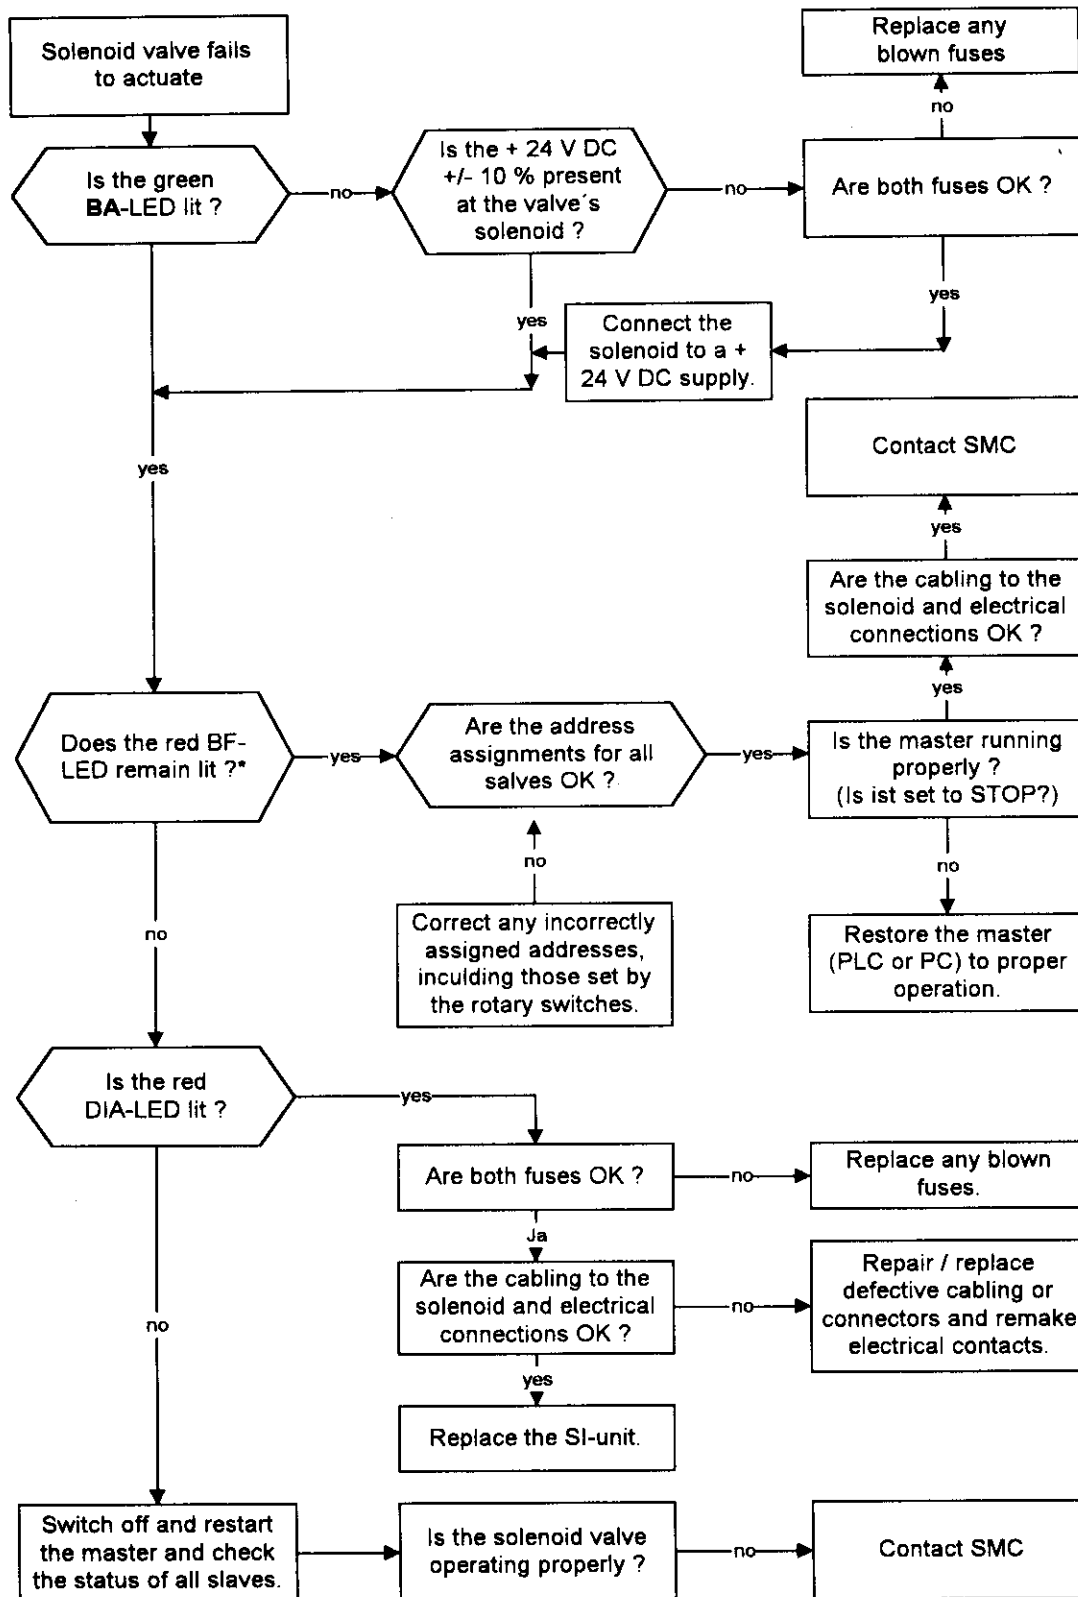 Solenoid valve fails
to actuate
Replace any
blown fuses
no
Is the green
BA-LED lit ?
no
Is the + 24 V DC
+/- 10 % present
at the valve´s
solenoid ?
no
Are both fuses OK ?
yes
yes
Connect the
solenoid to a +
24 V DC supply.
yes
Contact SMC
yes
Are the cabling to the
solenoid and electrical
connections OK ?
yes
Does the red BF-
LED remain lit ?*
yes
Are the address
assignments for all
salves OK ?
yes
Is the master running
properly ?
(Is ist set to STOP?)
no
no
no
Correct any incorrectly
assigned addresses,
inculding those set by
the rotary switches.
Restore the master
(PLC or PC) to proper
operation.
Is the red
DIA-LED lit ?
yes
Are both fuses OK ?
no
Replace any blown
fuses.
Ja
Are the cabling to the
solenoid and electrical
connections OK ?
no
Repair / replace
defective cabling or
connectors and remake
electrical contacts.
no
yes
Replace the SI-unit.
Switch off and restart
the master and check
the status of all slaves.
Is the solenoid valve
operating properly ?
no
Contact SMC